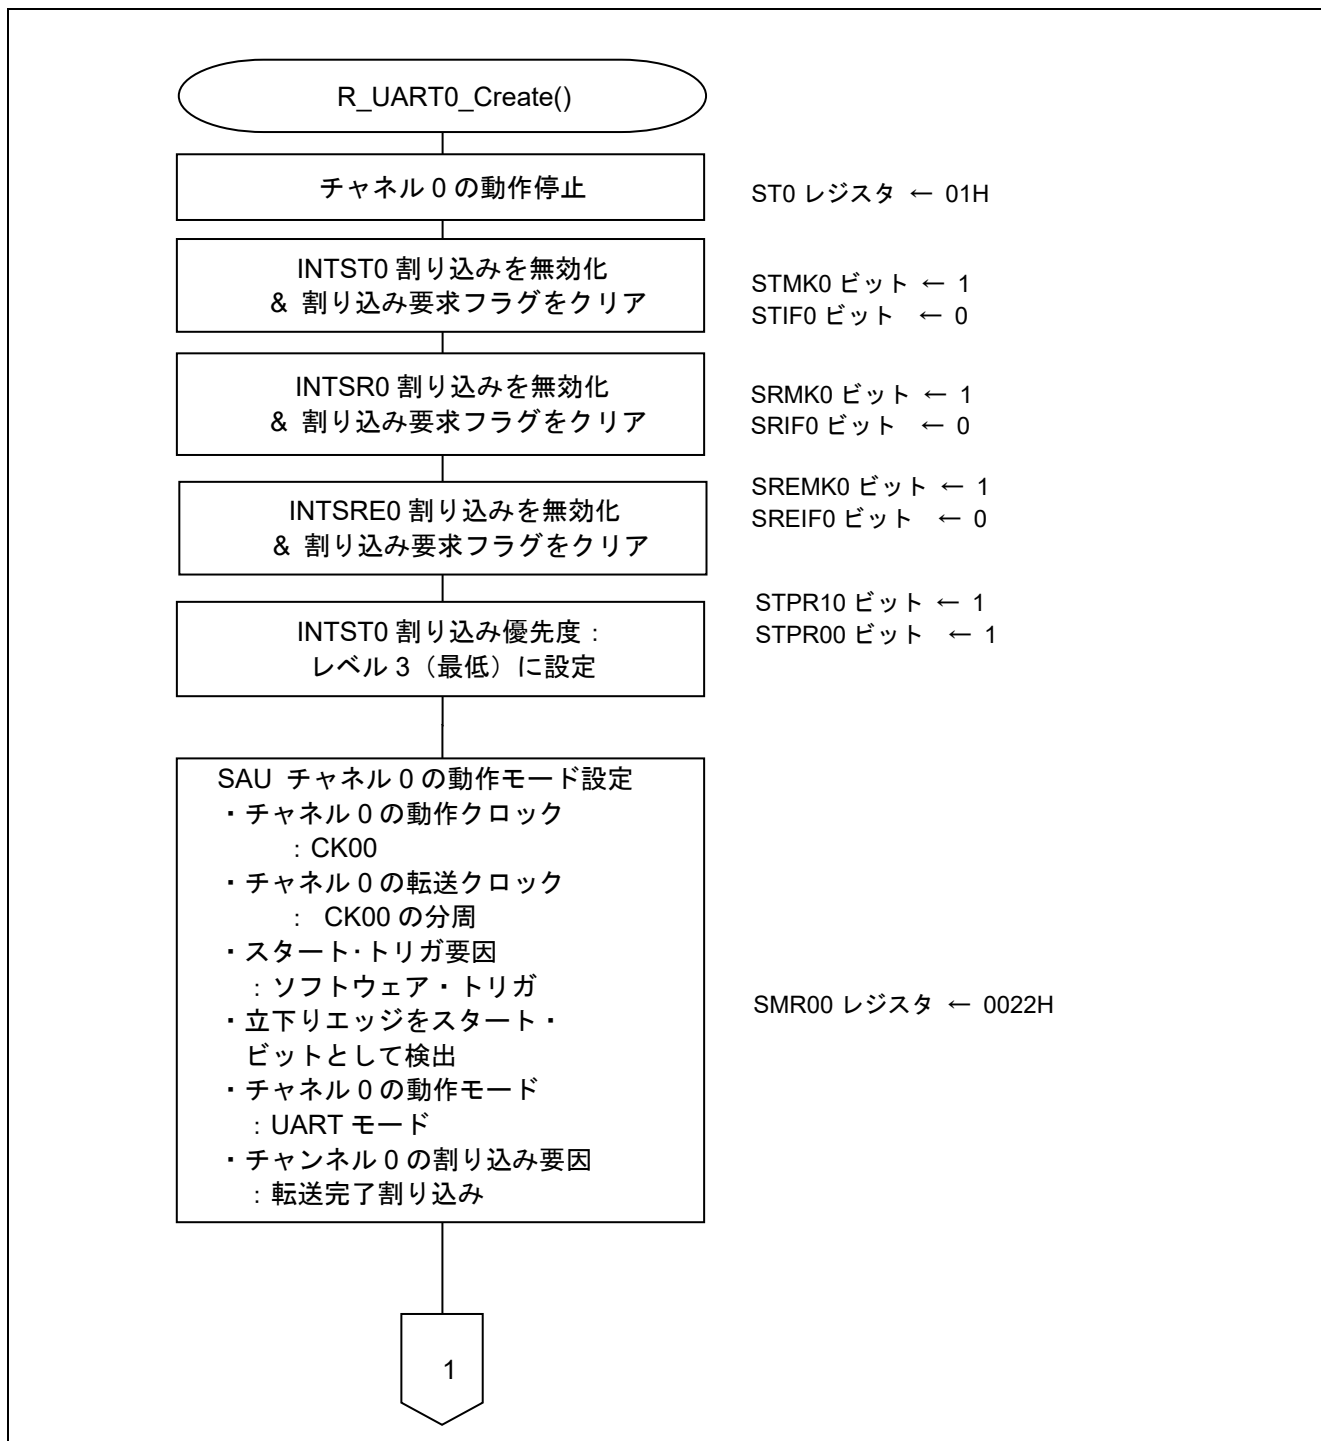 R_UART0_Create()
チャネル 0 の動作停止
ST0 レジスタ ← 01H
INTST0 割り込みを無効化
& 割り込み要求フラグをクリア
STMK0 ビット ← 1
STIF0 ビット ← 0
INTSR0 割り込みを無効化
& 割り込み要求フラグをクリア
SRMK0 ビット ← 1
SRIF0 ビット ← 0
INTSRE0 割り込みを無効化
& 割り込み要求フラグをクリア
SREMK0 ビット ← 1
SREIF0 ビット ← 0
INTST0 割り込み優先度：
レベル 3（最低）に設定
STPR10 ビット ← 1
STPR00 ビット ← 1
SAU チャネル 0 の動作モード設定
・チャネル 0 の動作クロック
：CK00
・チャネル 0 の転送クロック
： CK00 の分周
・スタート・トリガ要因
：ソフトウェア・トリガ
・立下りエッジをスタート・
ビットとして検出
・チャネル 0 の動作モード
：UART モード
・チャンネル 0 の割り込み要因
：転送完了割り込み
SMR00 レジスタ ← 0022H
1